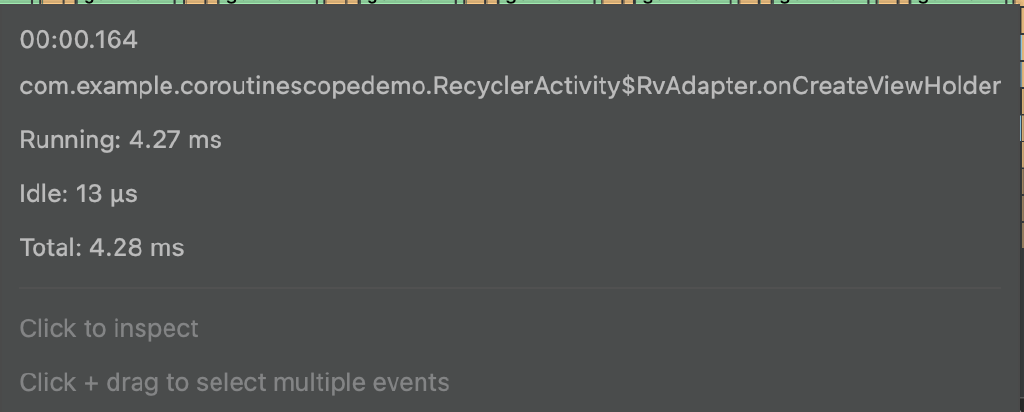 00:00.164
com.example.coroutinescopedemo.RecyclerActivity$RvAdapter.onCreateViewHolder
Running: 4.27 ms
Idle: 13 μs
Total: 4.28 ms
Click to inspect
Click + drag to select multiple events